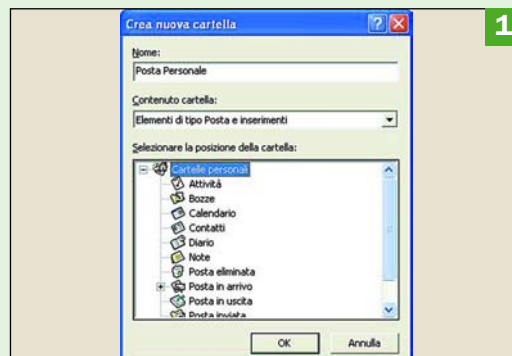 Crea nuova cartella
1
Nome:
Posta Personale
Contenuto cartella:
Elementi di tipo Posta e inserimenti
Selezionare la posizione della cartella:
Cartelle personali
Attività
Bozze
Calendario
Contatti
Diario
Note
Posta eliminata
Posta in arrivo
Posta in uscita
Posta inviata
OK Annulla